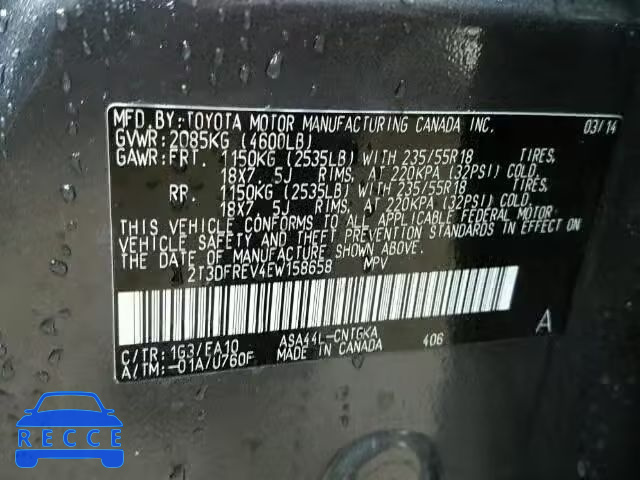 MFD.BY:TOYOTA MOTOR MANUFACTURING CANADA INC. 03/14
GVWR:2085KG (4600LB)
GAWR:FRT. 1150KG (2535LB) WITH 235/55R18 TIRES,
18X7.5J RIMS, AT 220KPA (32PSI) COLD.
RR. 1150KG (2535LB) WITH 235/55R18 TIRES,
18X7.5J RIMS, AT 220KPA (32PSI) COLD.
THIS VEHICLE CONFORMS TO ALL APPLICABLE FEDERAL MOTOR
VEHICLE SAFETY AND THEFT PREVENTION STANDARDS IN EFFECT
ON THE DATE OF MANUFACTURE SHOWN ABOVE.
2T3DFREV4EW158658 MPV
A
C/TR:1G3/FA10 ASA44L-CNTGKA 406
A/TM:-01A/U760F MADE IN CANADA
RECCE